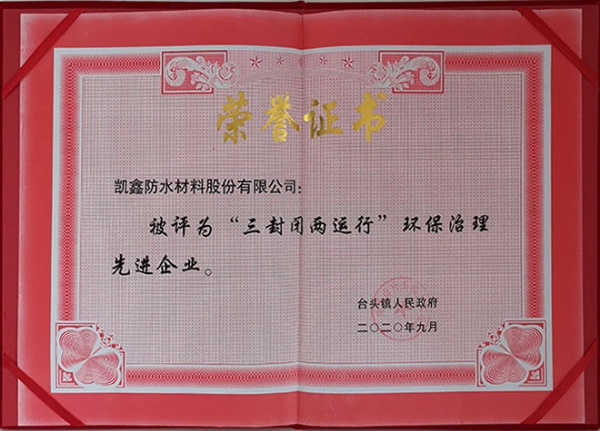 荣誉证书
凯鑫防水材料股份有限公司:
被评为“三封闭两运行”环保治理
先进企业。
台头镇人民政府
二〇二〇年九月